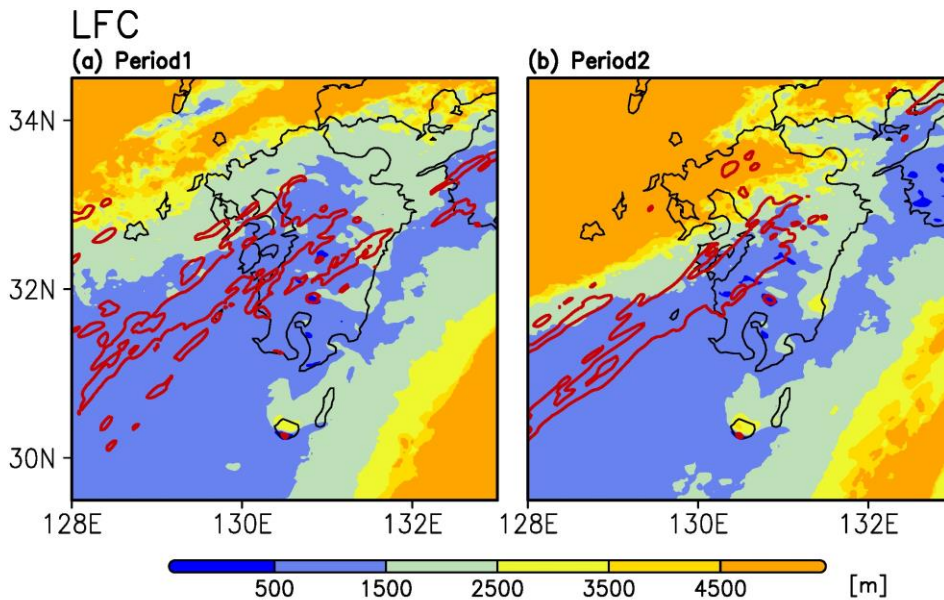 LFC
(a) Period1
(b) Period2
34N
32N
30N
128E
130E
132E
128E
130E
132E
500
1500
2500
3500
4500
[m]